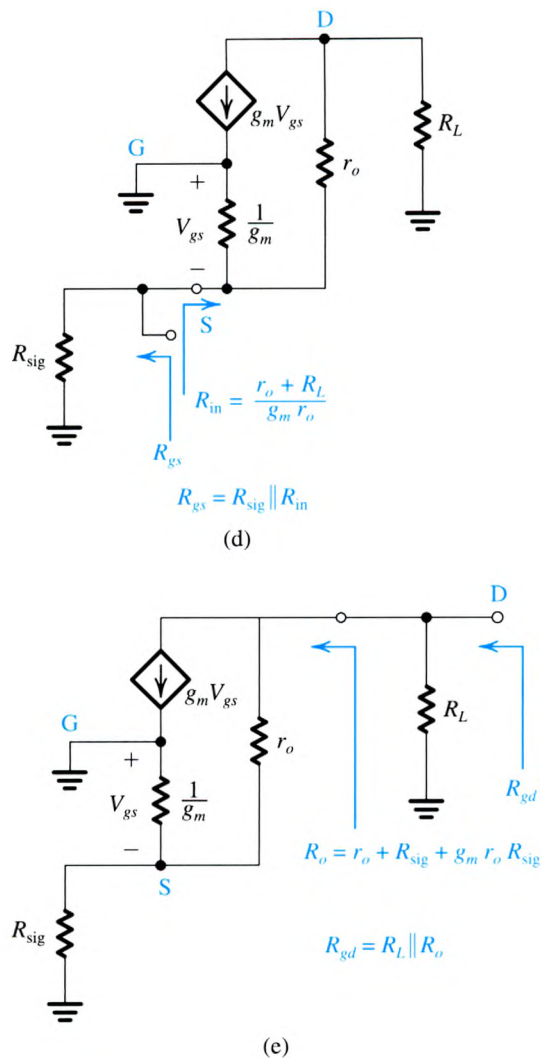 D
g_m V_gs
R_L
G
+
r_o
V_gs 1/g_m
−
S
R_sig
R_in = (r_o + R_L)/(g_m r_o)
R_gs
R_gs = R_sig || R_in
(d)
D
g_m V_gs
R_L
G
r_o
+
V_gs 1/g_m
R_gd
−
R_o = r_o + R_sig + g_m r_o R_sig
S
R_sig
R_gd = R_L || R_o
(e)